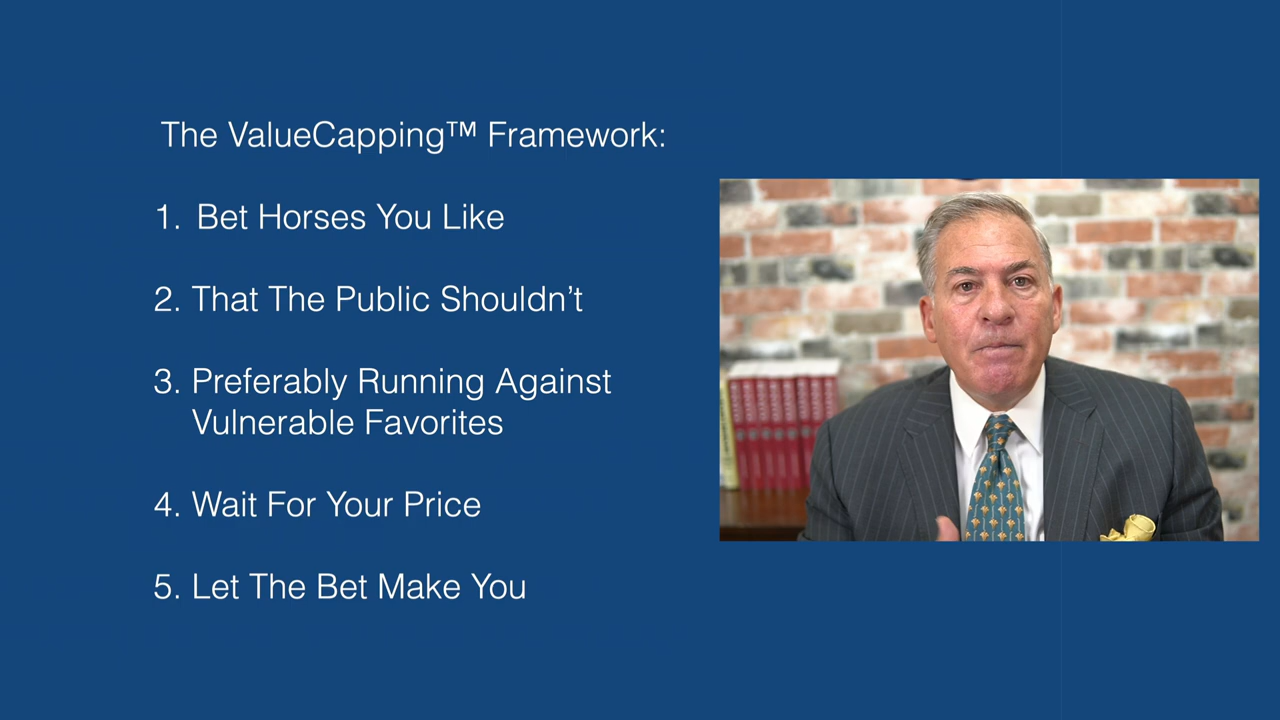 The ValueCapping™ Framework:
1. Bet Horses You Like
2. That The Public Shouldn’t
3. Preferably Running Against
Vulnerable Favorites
4. Wait For Your Price
5. Let The Bet Make You